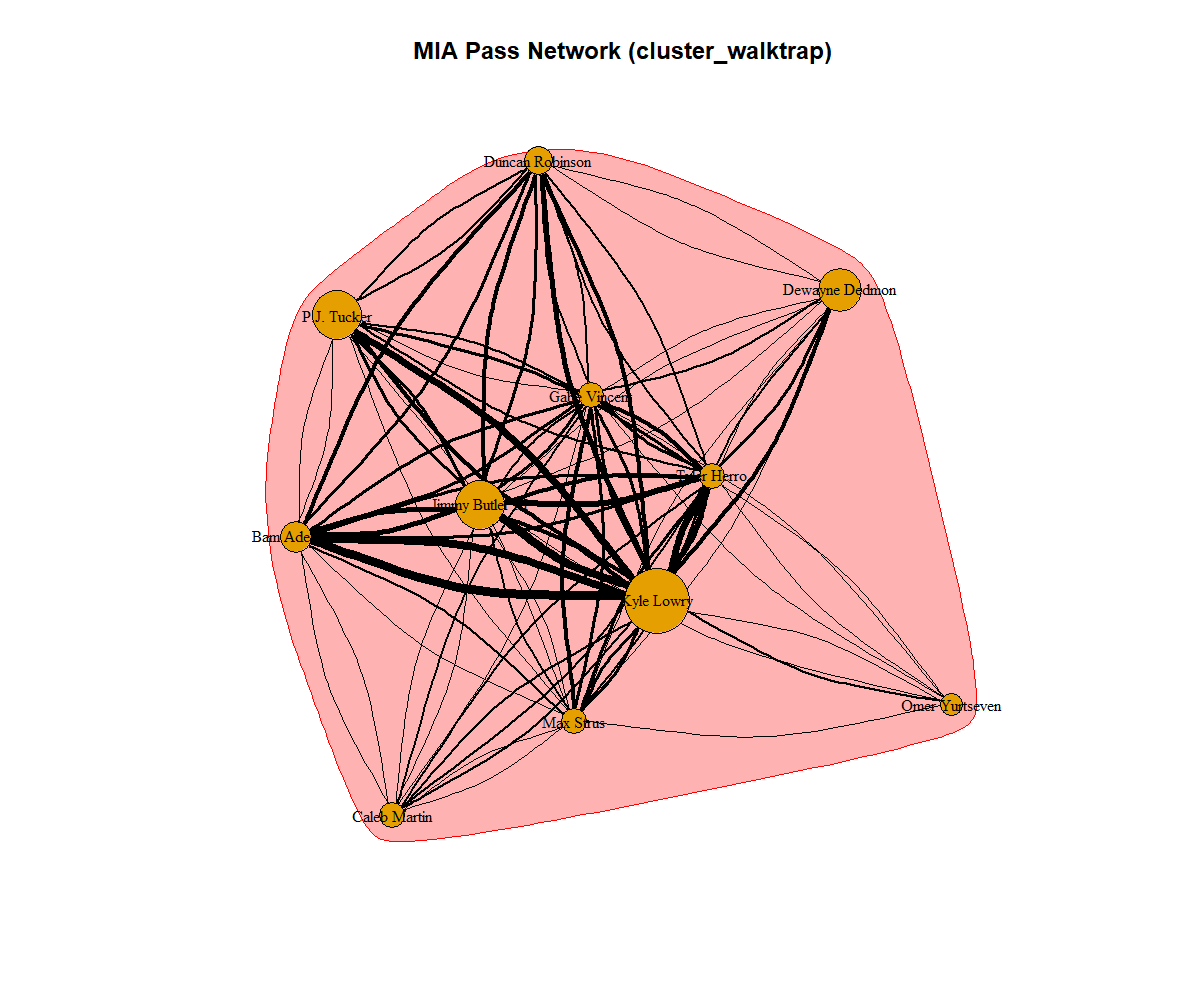 MIA Pass Network (cluster_walktrap)
Duncan Robinson
Dewayne Dedmon
P.J. Tucker
Gabe Vincent
Tyler Herro
Jimmy Butler
Bam Ade
Kyle Lowry
Omer Yurtseven
Max Strus
Caleb Martin